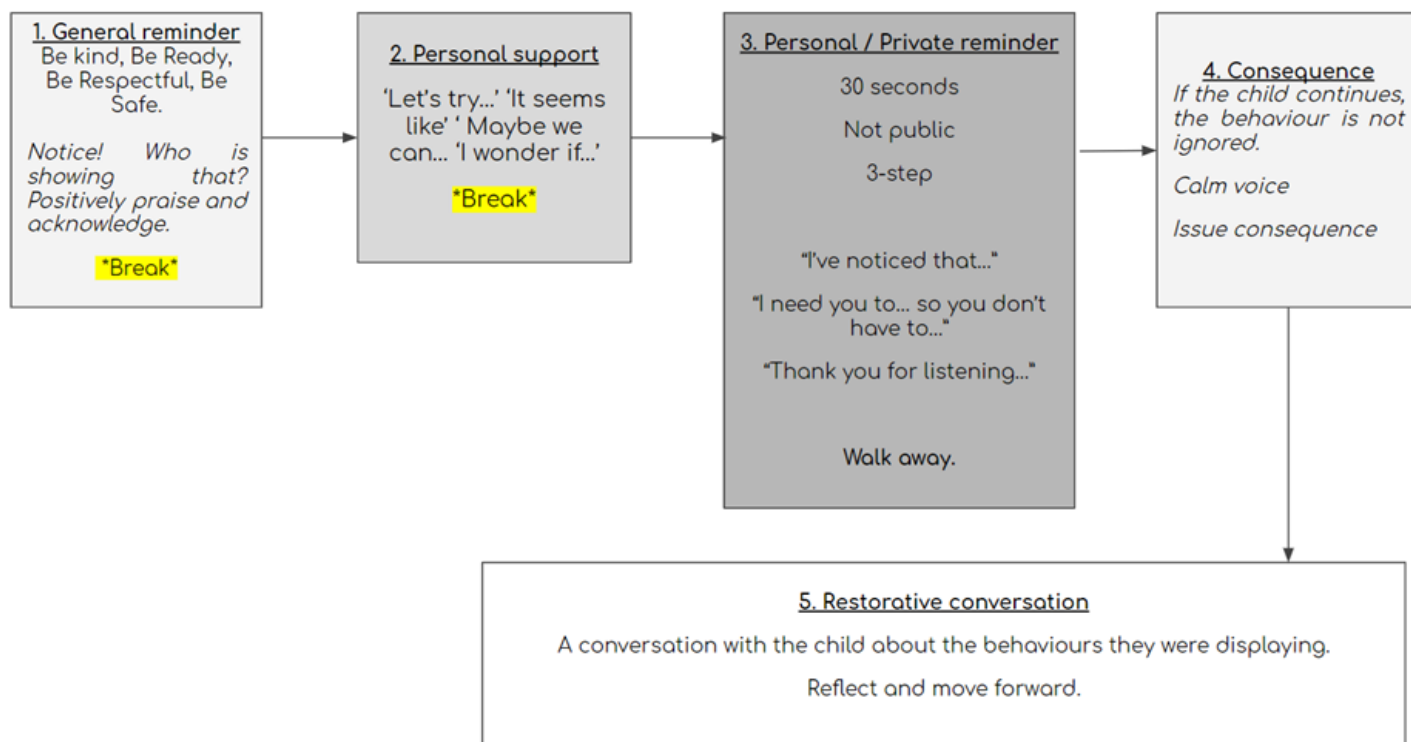 1. General reminder
Be kind, Be Ready,
Be Respectful, Be
Safe.
Notice! Who is
showing that?
Positively praise and
acknowledge.
*Break*
2. Personal support
‘Let’s try...’ ‘It seems
like’ ‘ Maybe we
can... ‘I wonder if...’
*Break*
3. Personal / Private reminder
30 seconds
Not public
3-step
“I’ve noticed that...”
“I need you to... so you don’t
have to...”
“Thank you for listening...”
Walk away.
4. Consequence
If the child continues,
the behaviour is not
ignored.
Calm voice
Issue consequence
5. Restorative conversation
A conversation with the child about the behaviours they were displaying.
Reflect and move forward.